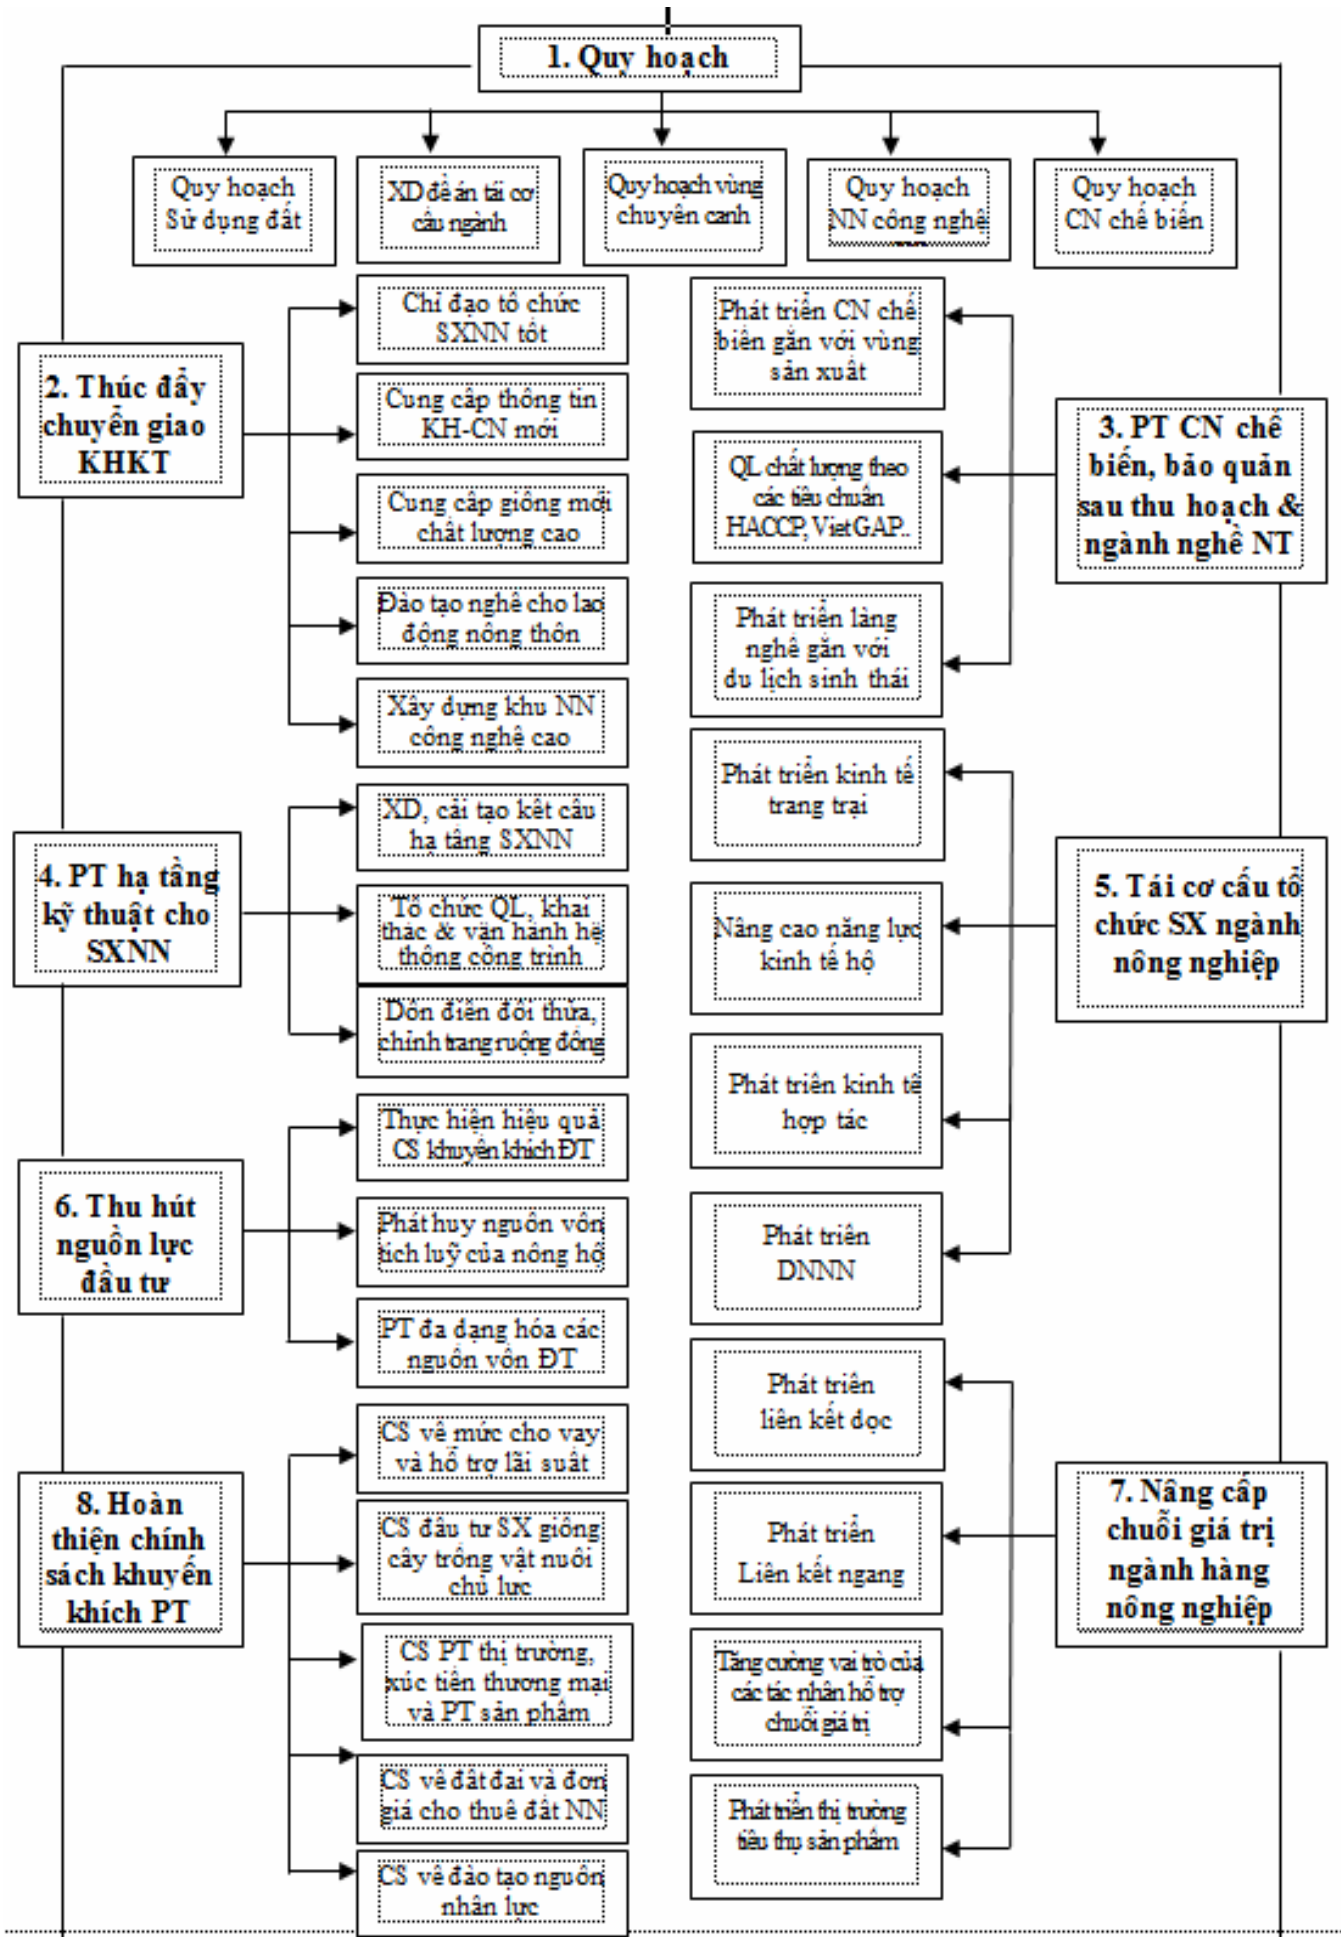 1. Quy hoạch
Quy hoạch
Sử dụng đất
XD đề án tái cơ
cấu ngành
Quy hoạch vùng
chuyên canh
Quy hoạch
NN công nghệ
Quy hoạch
CN chế biến
2. Thúc đẩy
chuyển giao
KHKT
Chỉ đạo tổ chức
SXNN tốt
Cung cấp thông tin
KH-CN mới
Cung cấp giống mới
chất lượng cao
Đào tạo nghề cho lao
động nông thôn
Xây dựng khu NN
công nghệ cao
Phát triển CN chế
biến gắn với vùng
sản xuất
QL chất lượng theo
các tiêu chuẩn
HACCP, VietGAP..
Phát triển làng
nghề gắn với
du lịch sinh thái
3. PT CN chế
biến, bảo quản
sau thu hoạch &
ngành nghề NT
4. PT hạ tầng
kỹ thuật cho
SXNN
XD, cải tạo kết cấu
hạ tầng SXNN
Tổ chức QL, khai
thác & vân hành hệ
thống công trình
Dồn điền đổi thửa,
chỉnh trang ruộng đồng
Phát triển kinh tế
trang trại
Nâng cao năng lực
kinh tế hộ
Phát triển kinh tế
hợp tác
Phát triển
DNNN
5. Tái cơ cấu tổ
chức SX ngành
nông nghiệp
6. Thu hút
nguồn lực
đầu tư
Thực hiện hiệu quả
CS khuyến khích ĐT
Phát huy nguồn vốn
tích luỹ của nông hộ
PT đa dạng hóa các
nguồn vốn ĐT
8. Hoàn
thiện chính
sách khuyến
khích PT
CS về mức cho vay
và hỗ trợ lãi suất
CS đầu tư SX giống
cây trồng vật nuôi
chủ lực
CS PT thị trường,
xúc tiến thương mại
và PT sản phẩm
CS về đất đai và đơn
giá cho thuê đất NN
CS về đào tạo nguồn
nhân lực
Phát triển
liên kết dọc
Phát triển
Liên kết ngang
Tăng cường vai trò của
các tác nhân hỗ trợ
chuỗi giá trị
Phát triển thị trường
tiêu thụ sản phẩm
7. Nâng cấp
chuỗi giá trị
ngành hàng
nông nghiệp